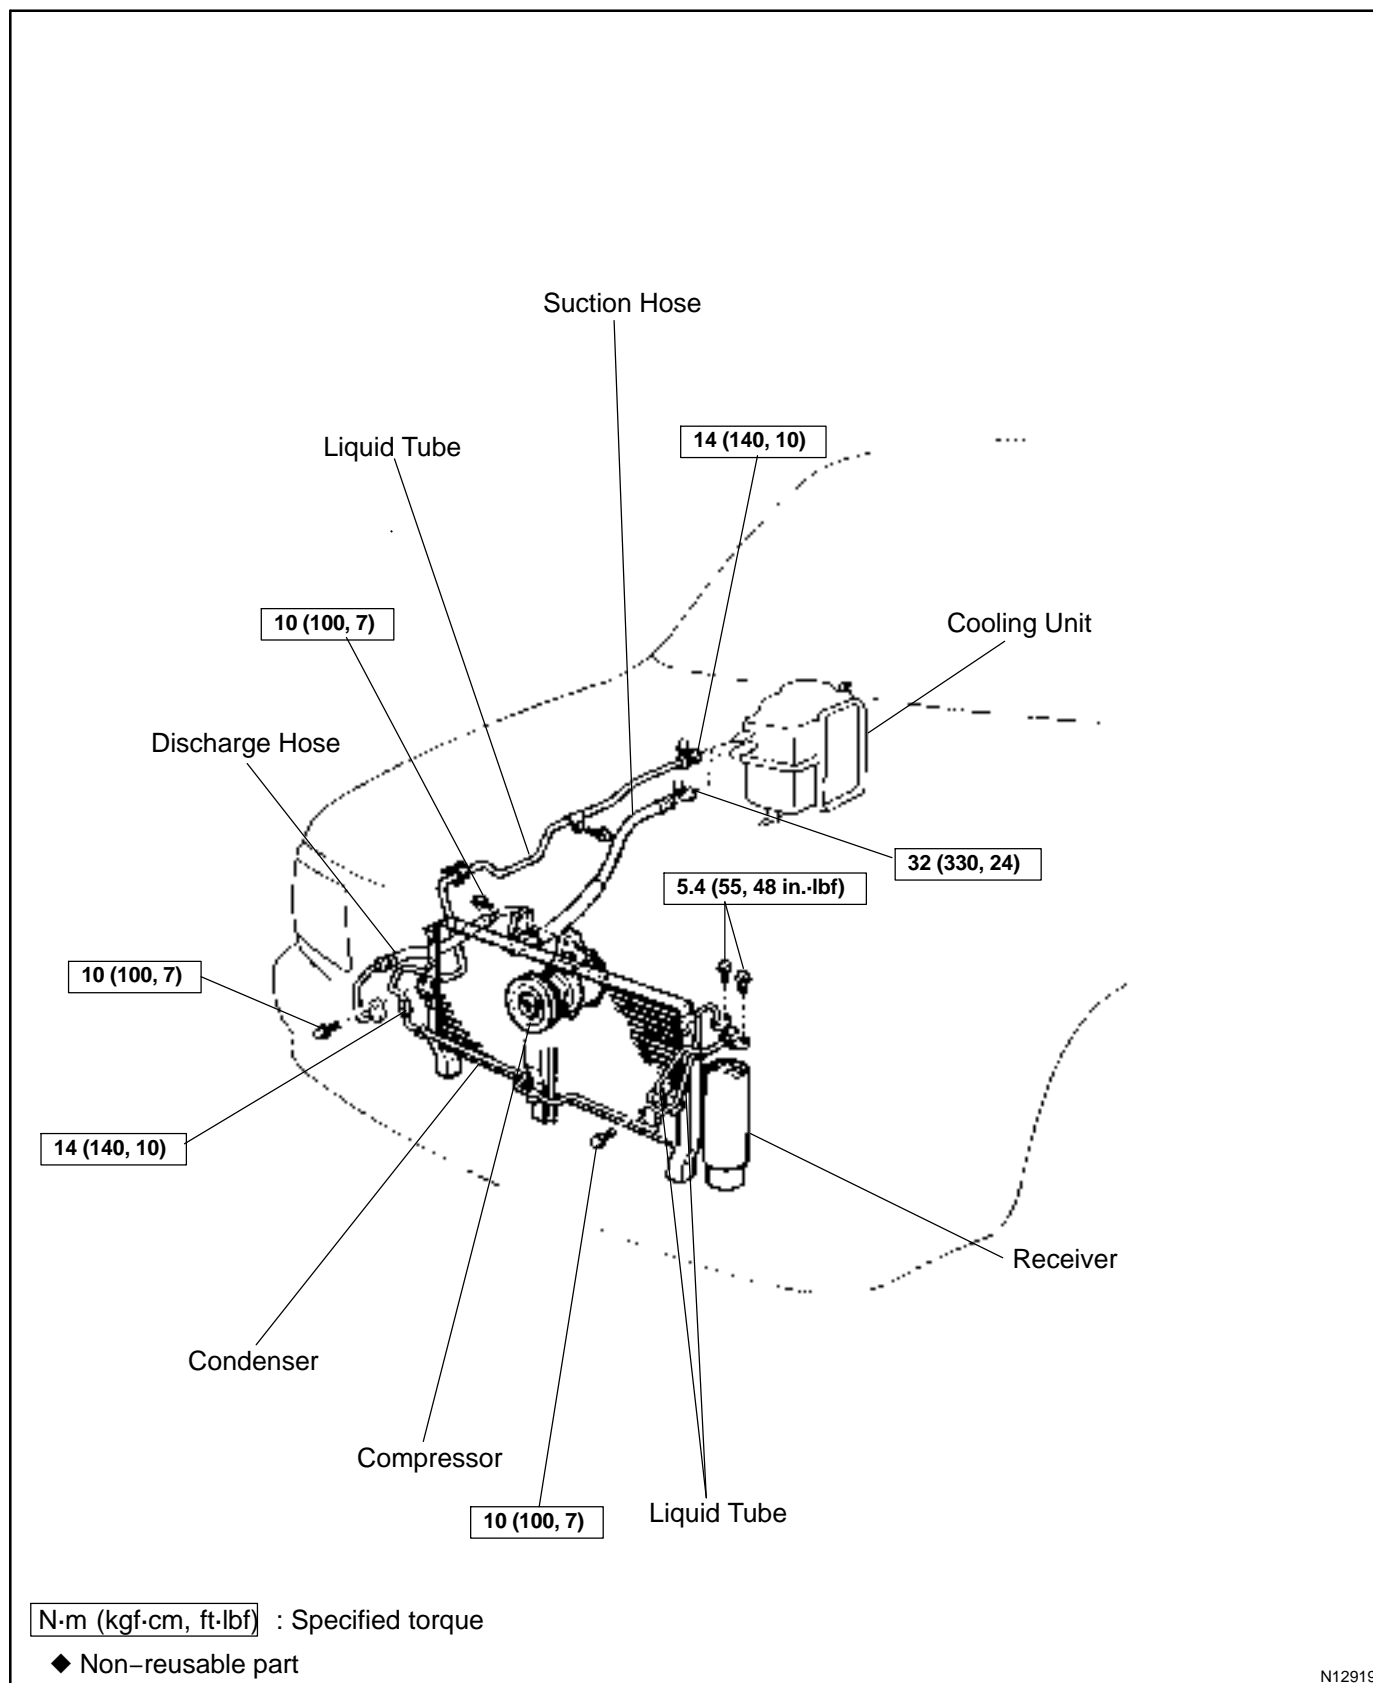 Suction Hose
Liquid Tube
14 (140, 10)
10 (100, 7)
Cooling Unit
Discharge Hose
32 (330, 24)
5.4 (55, 48 in.·lbf)
10 (100, 7)
14 (140, 10)
Receiver
Condenser
Compressor
10 (100, 7)
Liquid Tube
N·m (kgf·cm, ft·lbf) : Specified torque
◆ Non−reusable part
N12919